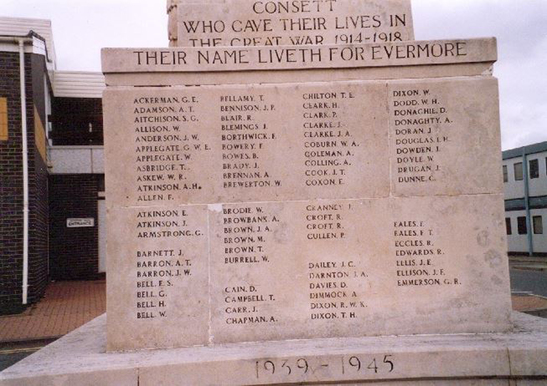 CONSETT
WHO GAVE THEIR LIVES IN
THE GREAT WAR 1914-1918
THEIR NAME LIVETH FOR EVERMORE
ACKERMAN, G. E.
ADAMSON, A. T.
AITCHISON, S. G.
ALLISON, W.
ANDERSON, J. W.
APPLEGATE, G. W. E.
APPLEGATE, W.
ASBRIDGE, T.
ASKEW, W. R.
ATKINSON, A. H.
ALLEN, F.
ATKINSON, E.
ATKINSON, J.
ARMSTRONG, G.
BARNETT, J.
BARRON, A. T.
BARRON, J. W.
BELL, F. S.
BELL, G.
BELL, H.
BELL, W.
BELLAMY, T.
BENNISON, J. F.
BLAIR, R.
BLEMINGS, J.
BORTHWICK, F.
BOWERY, F.
BOWES, B.
BRADY, J.
BRENNAN, A.
BREWERTON, W.
BRODIE, W.
BROWBANK, A.
BROWN, J. A.
BROWN, M.
BROWN, T.
BURRELL, W.
CAIN, D.
CAMPBELL, T.
CARR, J.
CHAPMAN, A.
CHILTON, T. E.
CLARK, H.
CLARK, P.
CLARKE, J.
CLARKE, J. A.
COBURN, W. A.
COLEMAN, A.
COLLING, A.
COOK, J. T.
COXON, E.
CRANNEY, J.
CROFT, R.
CROFT, R.
CULLEN, P.
DAILEY, J. C.
DARNTON, J. A.
DAVIES, D.
DIMMOCK, A.
DIXON, R. W. K.
DIXON, T. H.
DIXON, W.
DODD, W. H.
DONAGHIL, D.
DONAGHTY, A.
DORAN, J.
DOUGLAS, J. H.
DOWDEN, J.
DOYLE, W.
DRUGAN, J.
DUNNE, C.
EALES, F.
EALES, F. T.
ECCLES, R.
EDWARDS, R.
ELLIS, J. E.
ELLISON, J. F.
EMMERSON, G. R.
1939 - 1945